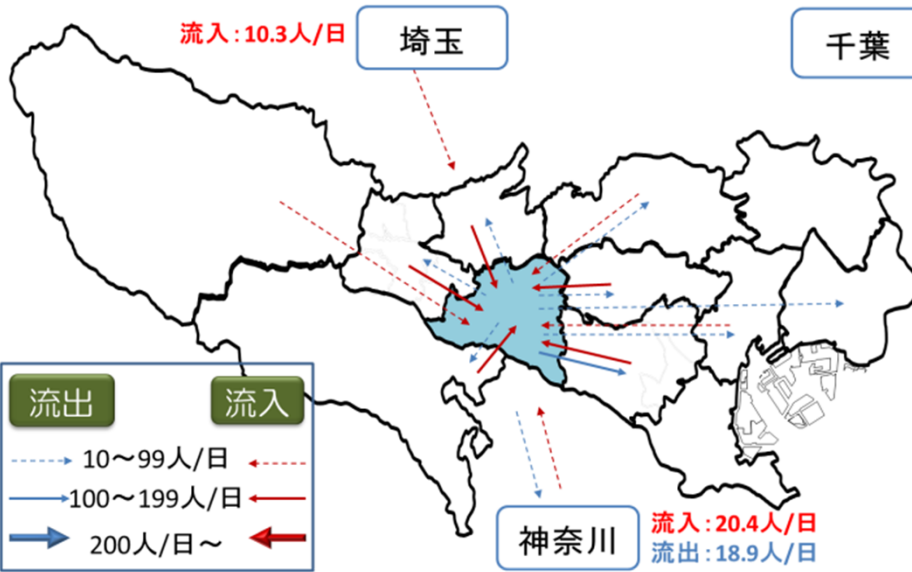 流入：10.3人/日
埼玉
千葉
流出
流入
10〜99人/日
100〜199人/日
200人/日〜
神奈川
流入：20.4人/日
流出：18.9人/日